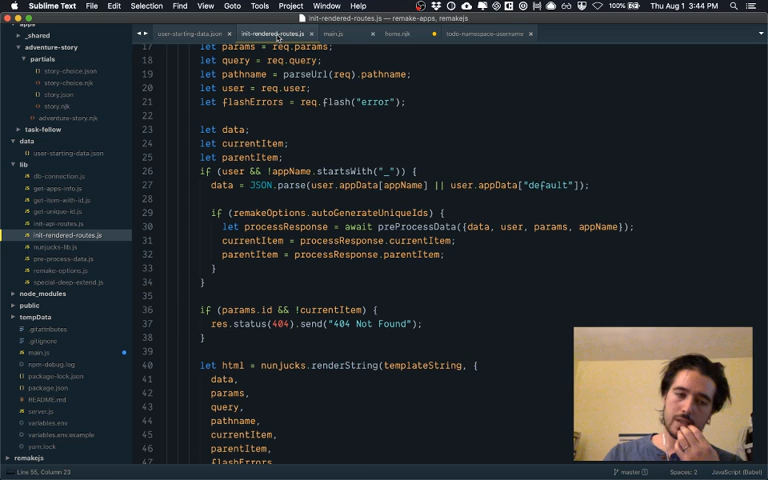 Sublime Text File Edit Selection Find View Goto Tools Project Window Help 100% Thu Aug 1 3:44 PM
init-rendered-routes.js — remake-apps, remakejs
user-starting-data.json init-rendered-routes.js main.js home.njk todo-namespace-username
apps
_shared
adventure-story
partials
story-choice.json
story-choice.njk
story.json
story.njk
adventure-story.njk
task-fellow
data
user-starting-data.json
lib
db-connection.js
get-apps-info.js
get-item-with-id.js
get-unique-id.js
init-api-routes.js
init-rendered-routes.js
nunjucks-lib.js
pre-process-data.js
remake-options.js
special-deep-extend.js
node_modules
public
tempData
.gitattributes
.gitignore
main.js
npm-debug.log
package-lock.json
package.json
README.md
server.js
variables.env
variables.env.example
yarn.lock
remakejs
17 let params = req.params;
18 let query = req.query;
19 let pathname = parseUrl(req).pathname;
20 let user = req.user;
21 let flashErrors = req.flash("error");
22
23 let data;
24 let currentItem;
25 let parentItem;
26 if (user && !appName.startsWith("_")) {
27 data = JSON.parse(user.appData[appName] || user.appData["default"]);
28
29 if (remakeOptions.autoGenerateUniqueIds) {
30 let processResponse = await preProcessData({data, user, params, appName});
31 currentItem = processResponse.currentItem;
32 parentItem = processResponse.parentItem;
33 }
34 }
35
36 if (params.id && !currentItem) {
37 res.status(404).send("404 Not Found");
38 }
39
40 let html = nunjucks.renderString(templateString, {
41 data,
42 params,
43 query,
44 pathname,
45 currentItem,
46 parentItem,
47 flashErrors
Line 55, Column 23 master Spaces: 2 JavaScript (Babel)